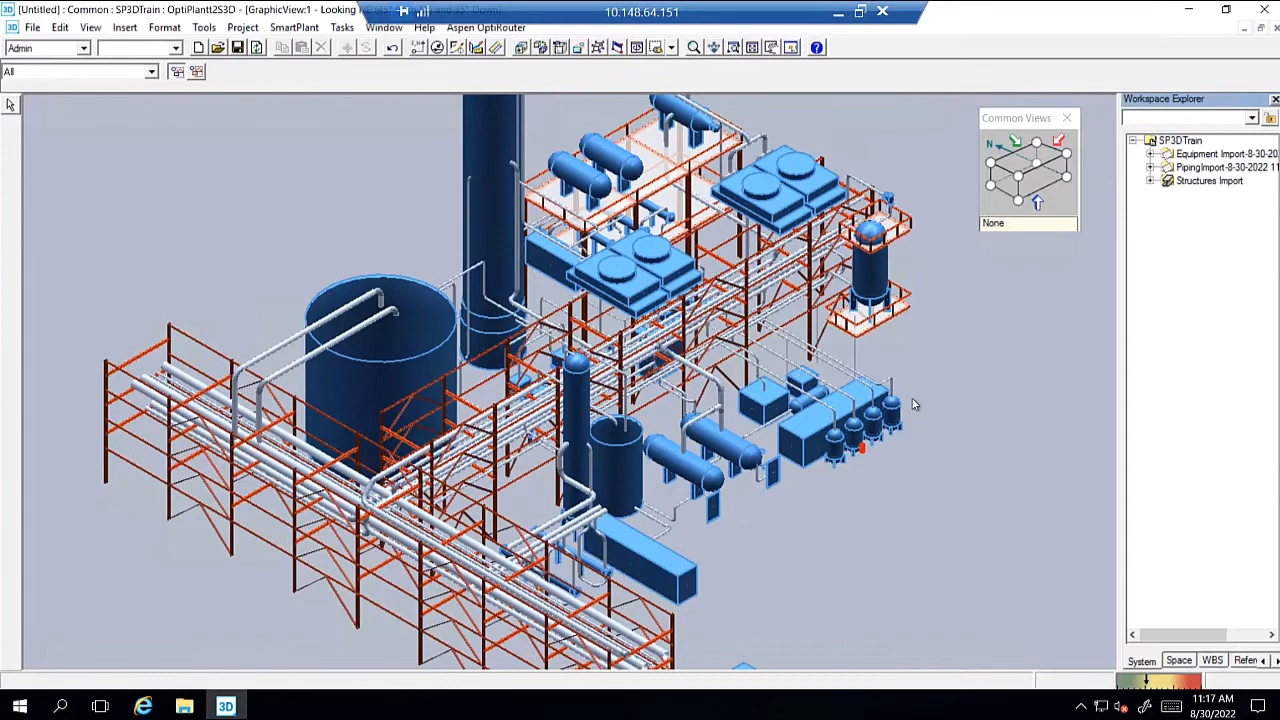 [Untitled] : Common : SP3DTrain : OptiPlant2S3D - [GraphicView:1 - Looking
10.148.64.151
3D File Edit View Insert Format Tools Project SmartPlant Tasks Window Help Aspen OptiRouter
Admin
All
Workspace Explorer
Common Views
N
None
SP3DTrain
Equipment Import-8-30-20
PipingImport-8-30-2022 11
Structures Import
System Space WBS Refer
3D
11:17 AM
8/30/2022